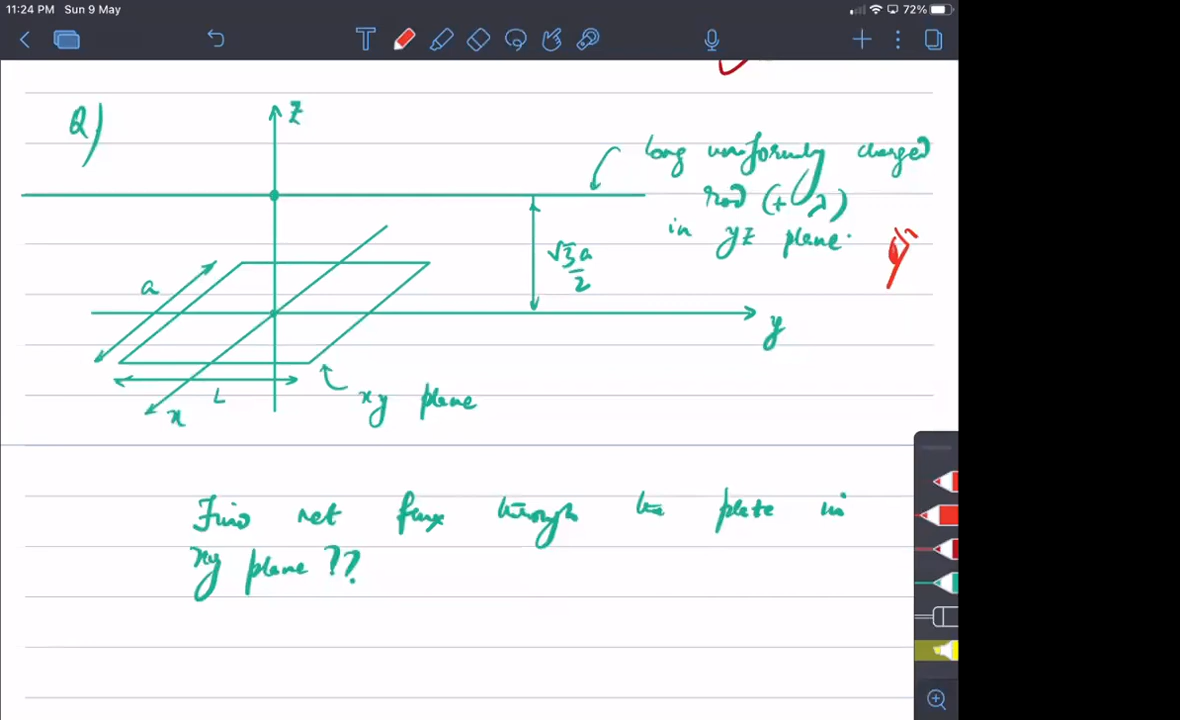 11:24 PM Sun 9 May
72%
T
Q)
z
long uniformly charged
rod (+λ)
in yz plane.
√3a
2
a
y
L
x
xy plane
Find net flux through the plate in
xy plane ??